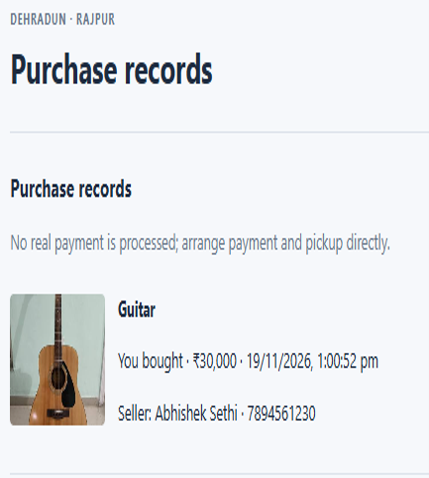 DEHRADUN · RAJPUR
Purchase records
Purchase records
No real payment is processed; arrange payment and pickup directly.
Guitar
You bought · ₹30,000 · 19/11/2026, 1:00:52 pm
Seller: Abhishek Sethi · 7894561230